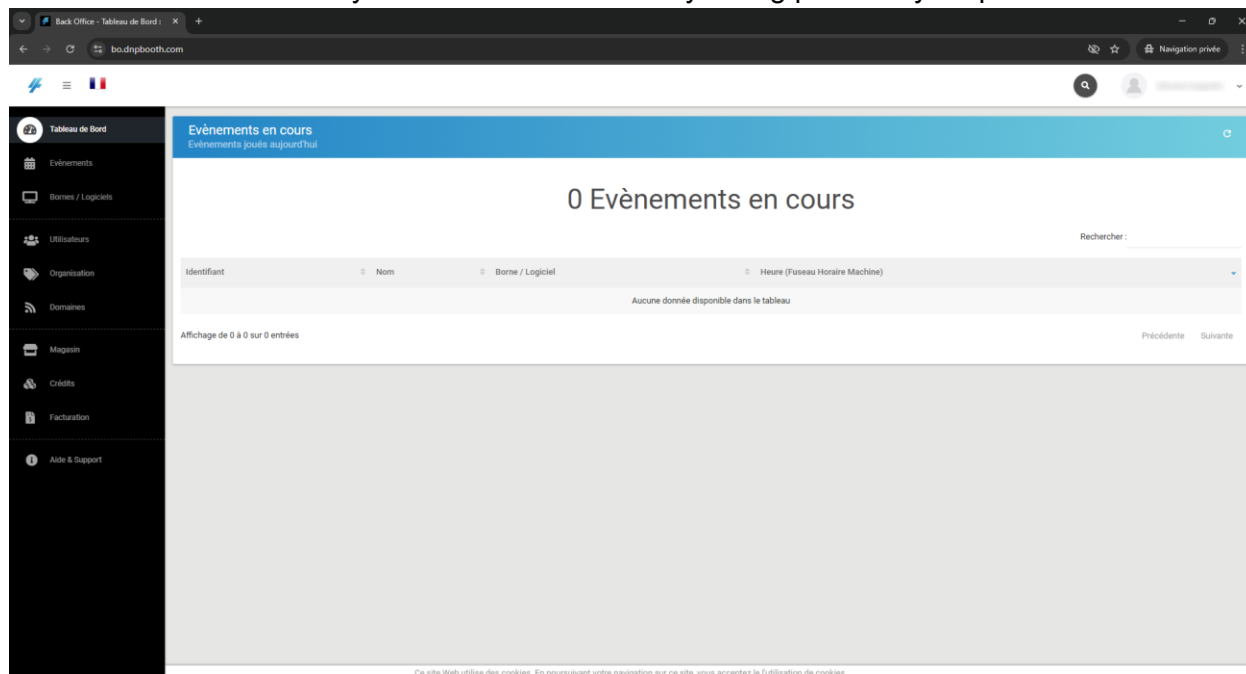 Back Office - Tableau de Bord :
bo.dnpbooth.com
Navigation privée
Tableau de Bord
Evènements
Bornes / Logiciels
Utilisateurs
Organisation
Domaines
Magasin
Crédits
Facturation
Aide & Support
Evènements en cours
Evènements joués aujourd'hui
0 Evènements en cours
Rechercher :
Identifiant Nom Borne / Logiciel Heure (Fuseau Horaire Machine)
Aucune donnée disponible dans le tableau
Affichage de 0 à 0 sur 0 entrées
Précédente Suivante
Ce site Web utilise des cookies. En poursuivant votre navigation sur ce site, vous acceptez le l'utilisation de cookies